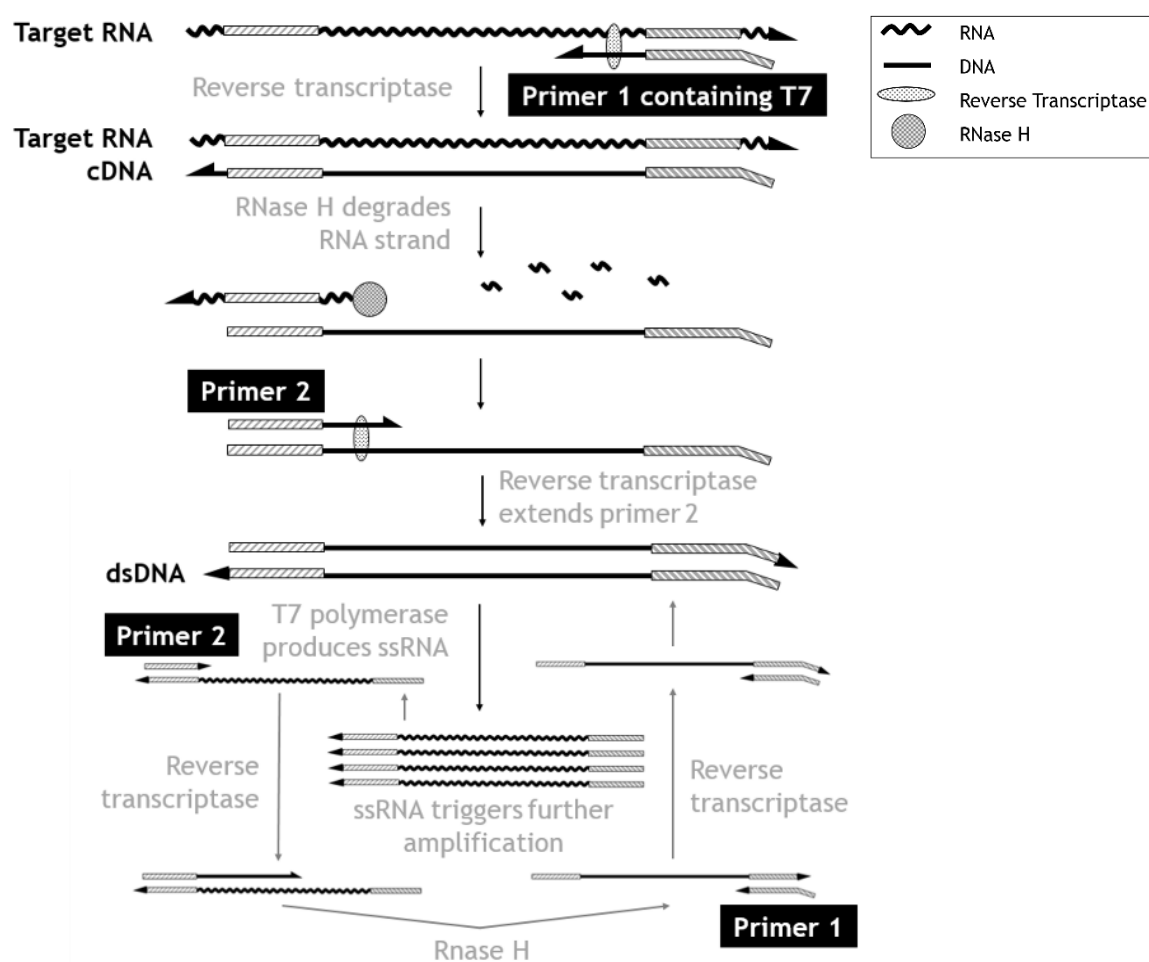 Target RNA
Reverse transcriptase
Primer 1 containing T7
RNA
DNA
Reverse Transcriptase
RNase H
Target RNA
cDNA
RNase H degrades
RNA strand
Primer 2
Reverse transcriptase
extends primer 2
dsDNA
T7 polymerase
produces ssRNA
Primer 2
Reverse
transcriptase
ssRNA triggers further
amplification
Reverse
transcriptase
Primer 1
Rnase H